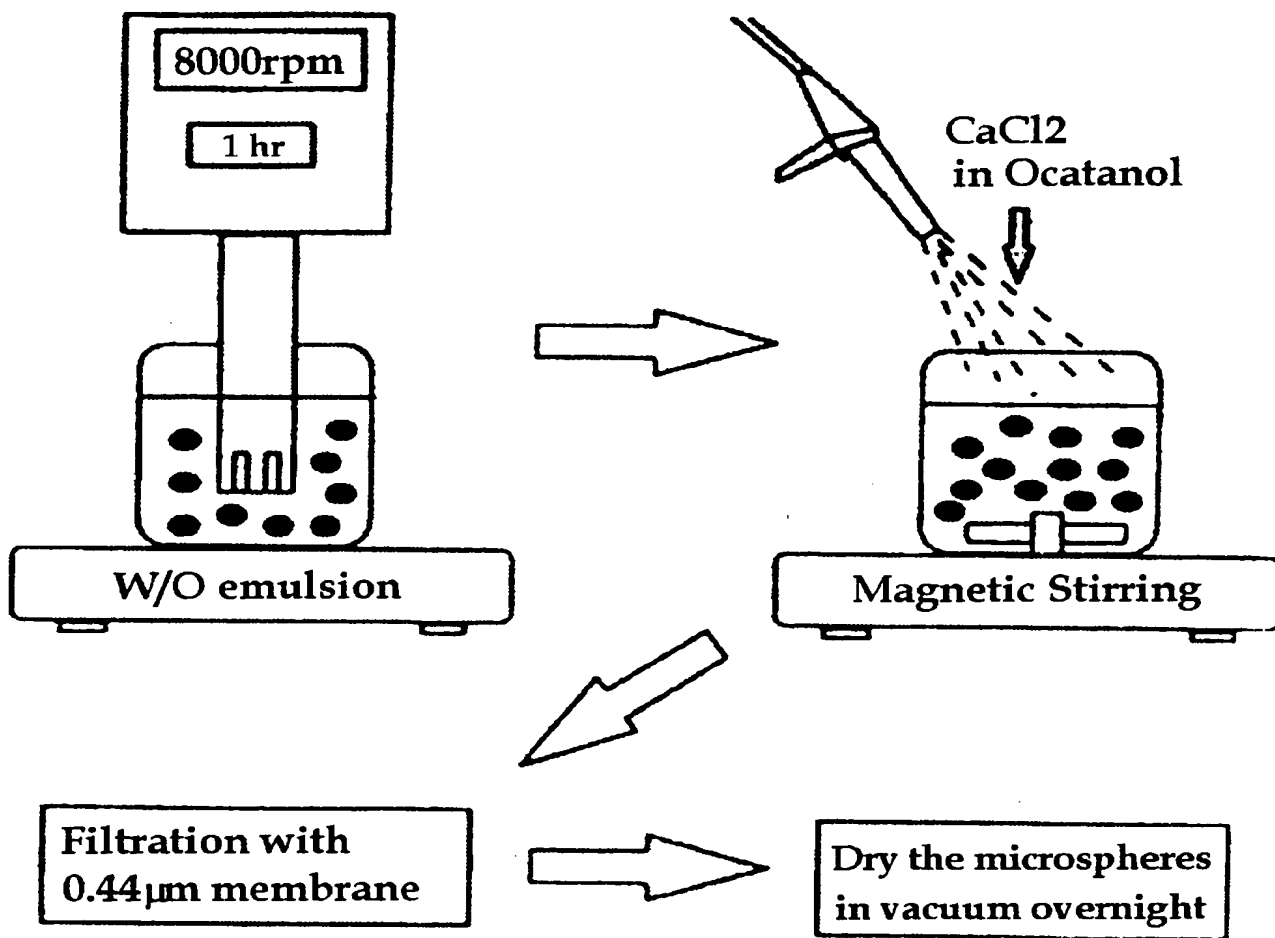 8000rpm
1 hr
W/O emulsion
CaCl2
in Ocatanol
Magnetic Stirring
Filtration with
0.44μm membrane
Dry the microspheres
in vacuum overnight